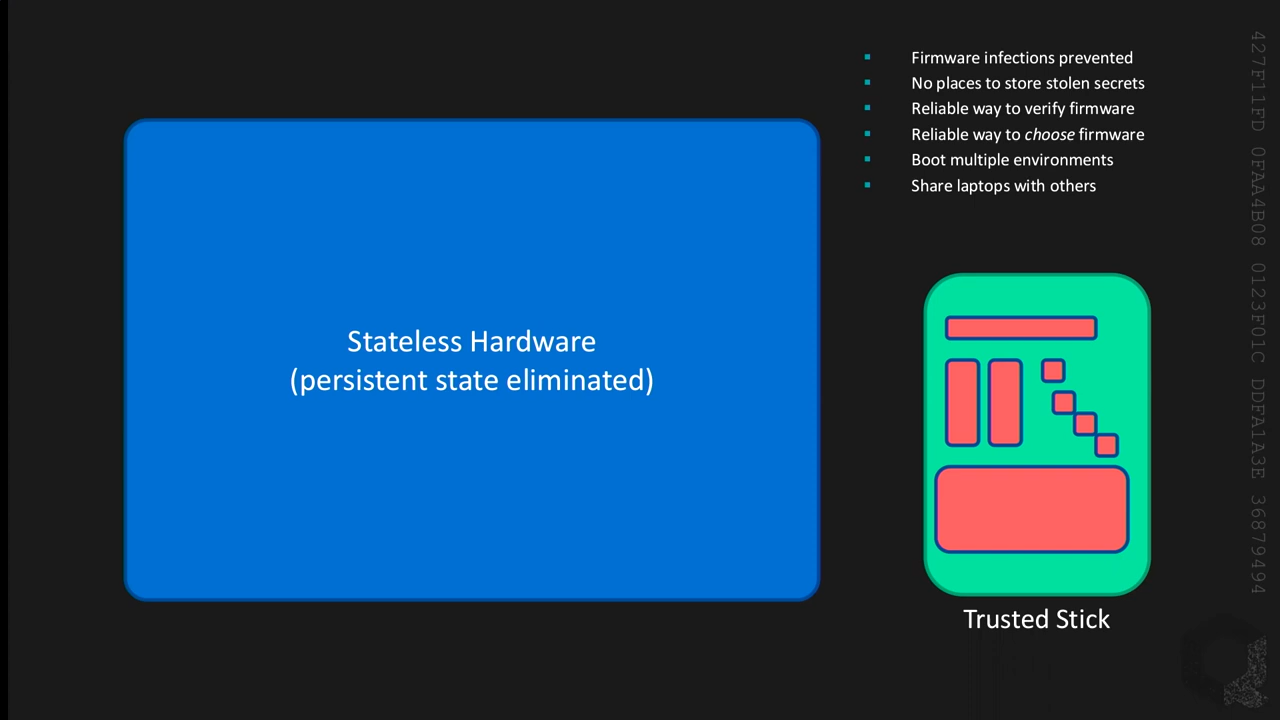 Firmware infections prevented
No places to store stolen secrets
Reliable way to verify firmware
Reliable way to choose firmware
Boot multiple environments
Share laptops with others
Stateless Hardware
(persistent state eliminated)
Trusted Stick
427F11FD 0FAA4B08 0123F01C DDFA1A3E 36879494